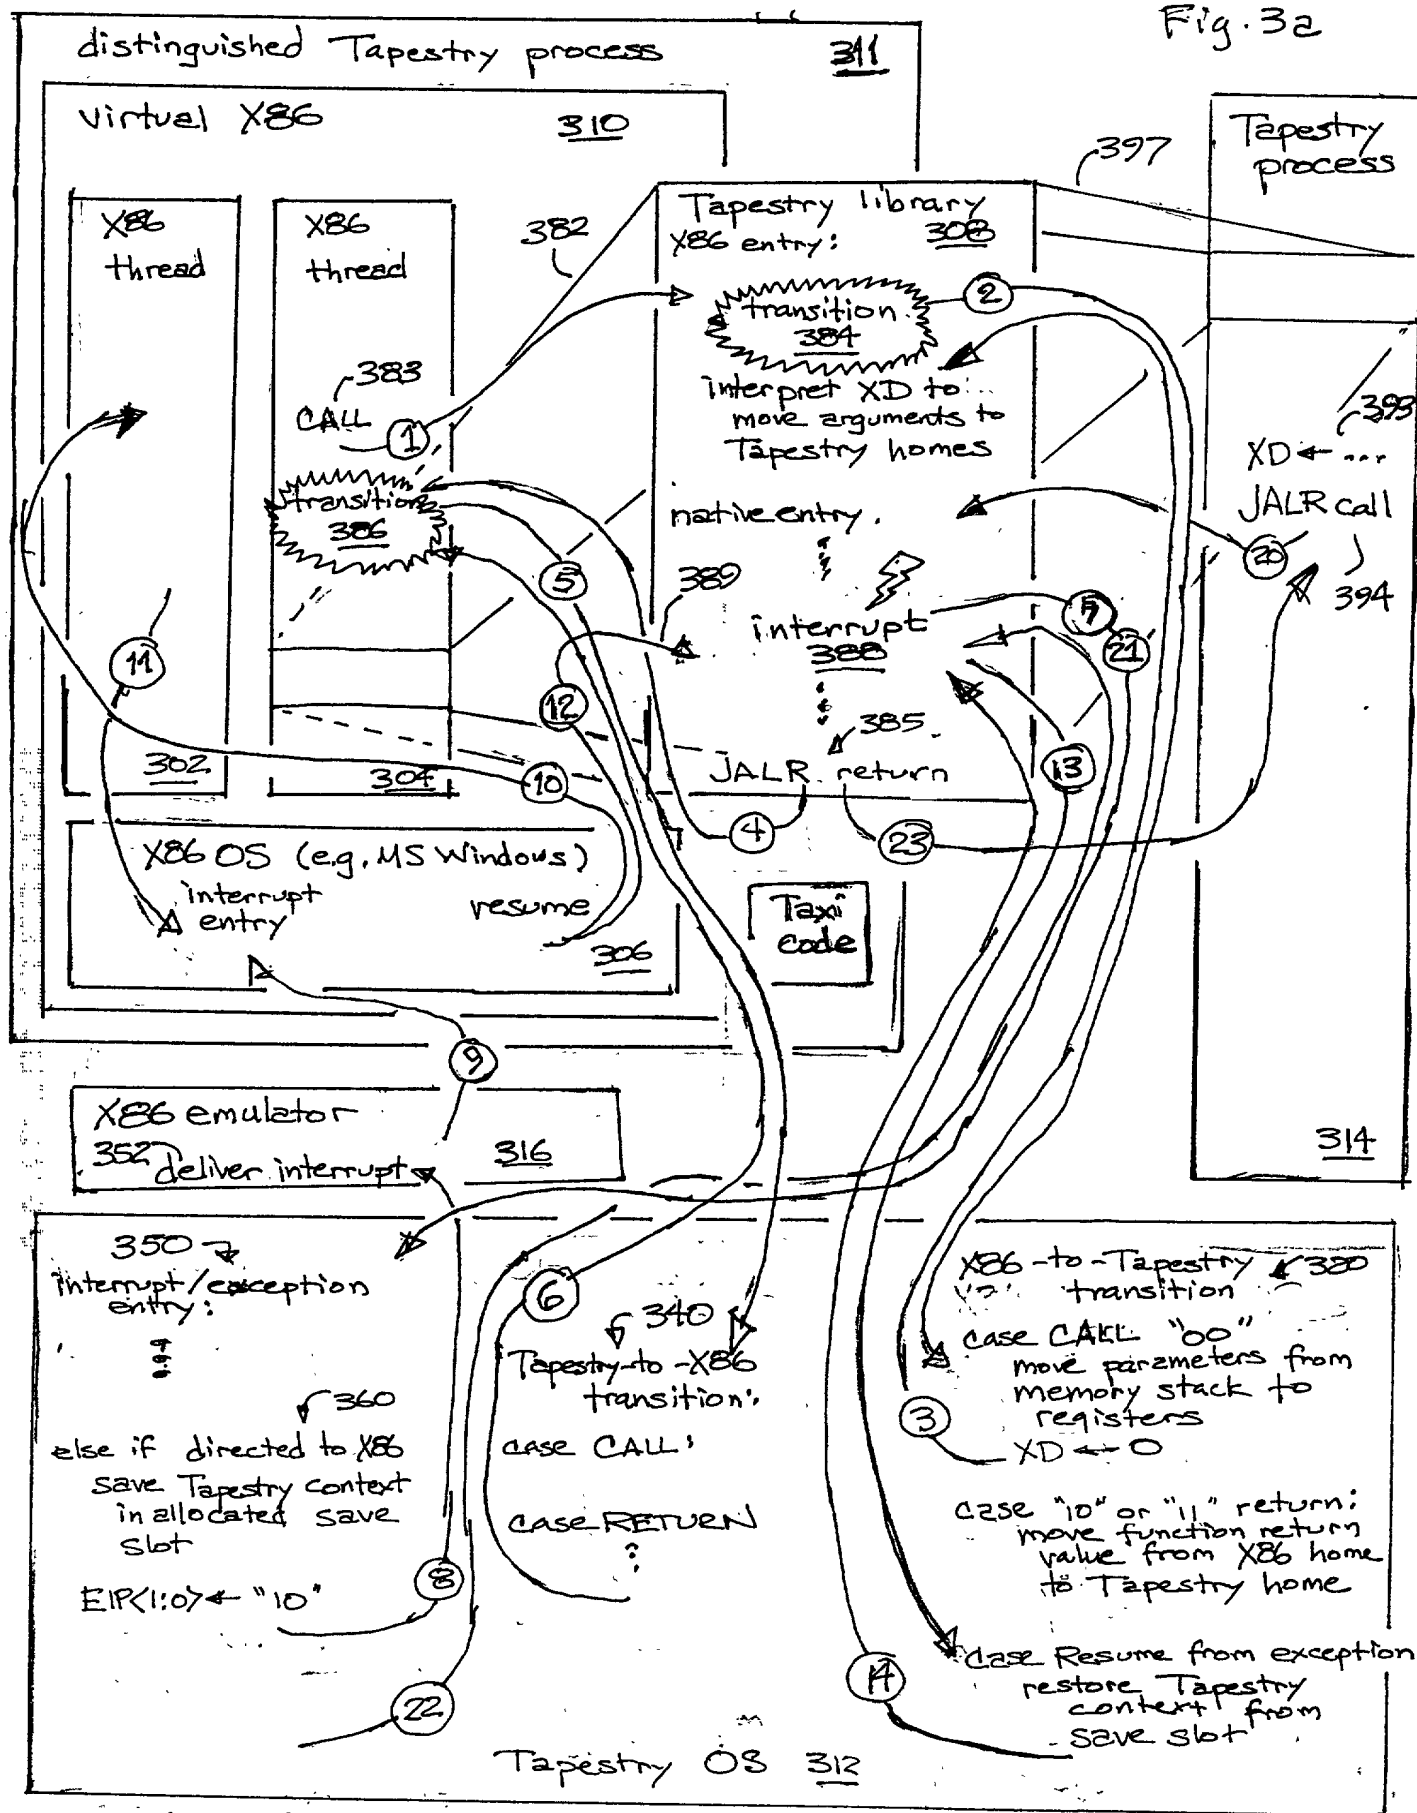 Fig. 3a
distinguished Tapestry process
311
virtual X86
310
Tapestry
process
397
X86
thread
X86
thread
382
Tapestry library
X86 entry:
308
transition
384
2
383
CALL
1
interpret XD to...
move arguments to
Tapestry homes
393
XD ← ...
JALR call
394
20
transition
386
native entry.
5
389
interrupt
388
21
11
12
385
13
302
304
10
JALR return
4
23
X86 OS (e.g. MS Windows)
interrupt
entry
resume
306
Taxi
code
9
X86 emulator
352
deliver interrupt
316
314
350
interrupt/exception
entry:
6
340
Tapestry-to-X86
transition:
X86-to-Tapestry
transition
320
case CALL "00"
move parameters from
memory stack to
registers
3
XD ← 0
360
else if directed to X86
save Tapestry context
in allocated save
slot
case CALL:
case RETURN
case "10" or "11" return:
move function return
value from X86 home
to Tapestry home
8
EIP<1:0> ← "10"
14
case Resume from exception
restore Tapestry
context from
save slot
22
Tapestry OS 312